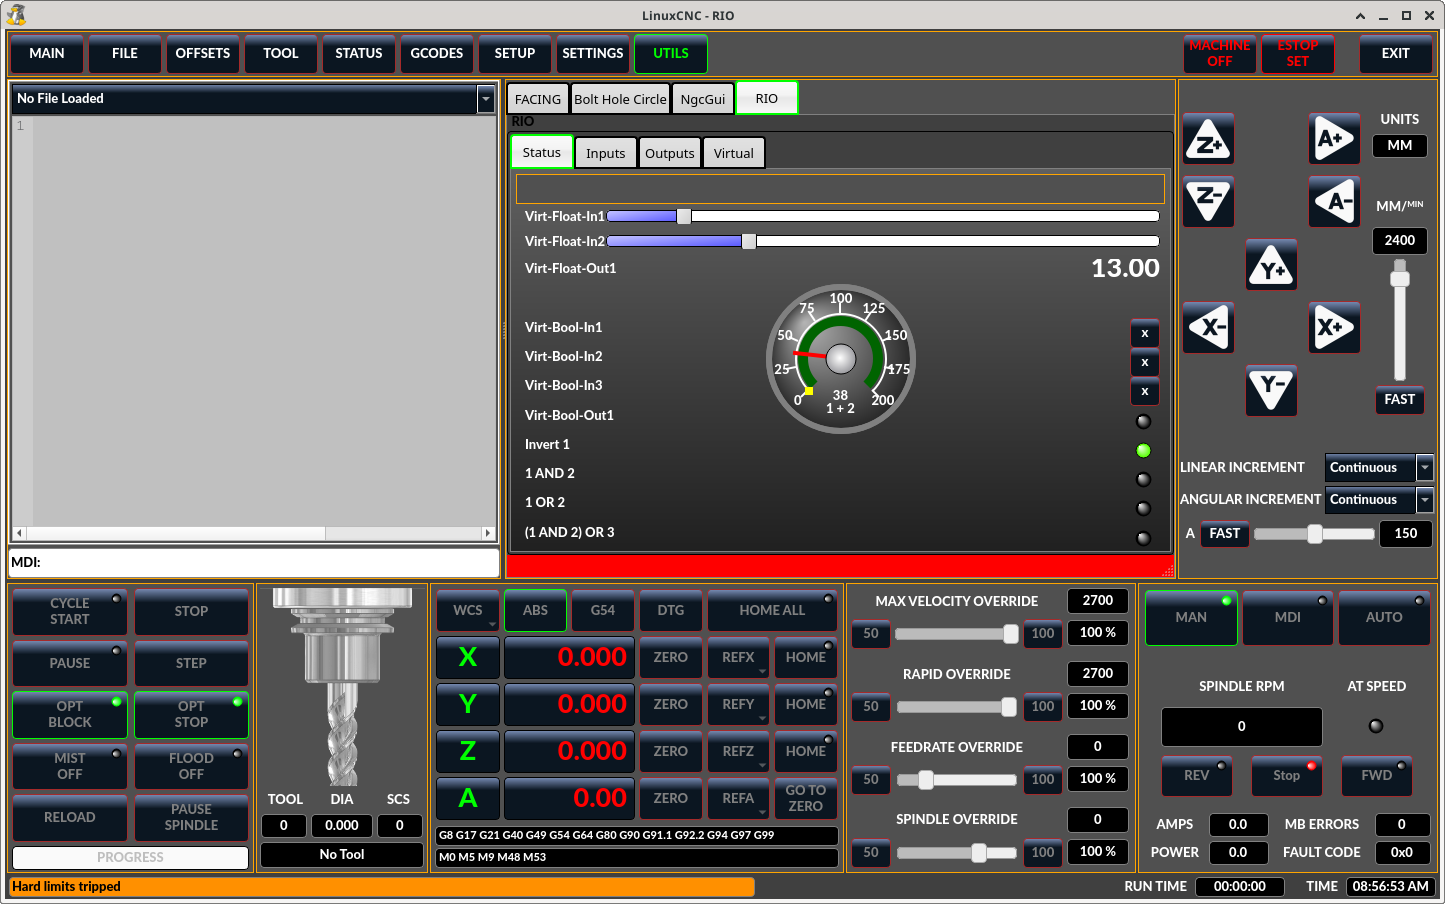 LinuxCNC - RIO
MAIN FILE OFFSETS TOOL STATUS GCODES SETUP SETTINGS UTILS MACHINE OFF ESTOP SET EXIT
No File Loaded
1
MDI:
FACING Bolt Hole Circle NgcGui RIO
RIO
Status Inputs Outputs Virtual
Virt-Float-In1
Virt-Float-In2
Virt-Float-Out1 13.00
Virt-Bool-In1 x
Virt-Bool-In2 x
Virt-Bool-In3 x
Virt-Bool-Out1
Invert 1
1 AND 2
1 OR 2
(1 AND 2) OR 3
0 25 50 75 100 125 150 175 200
38
1 + 2
Z+ A+ UNITS
MM
Z- A- MM/MIN
2400
Y+
X- X+
Y- FAST
LINEAR INCREMENT Continuous
ANGULAR INCREMENT Continuous
A FAST 150
CYCLE START STOP
PAUSE STEP
OPT BLOCK OPT STOP
MIST OFF FLOOD OFF
RELOAD PAUSE SPINDLE
PROGRESS
TOOL DIA SCS
0 0.000 0
No Tool
WCS ABS G54 DTG HOME ALL
X 0.000 ZERO REFX HOME
Y 0.000 ZERO REFY HOME
Z 0.000 ZERO REFZ HOME
A 0.00 ZERO REFA GO TO ZERO
G8 G17 G21 G40 G49 G54 G64 G80 G90 G91.1 G92.2 G94 G97 G99
M0 M5 M9 M48 M53
MAX VELOCITY OVERRIDE 2700
50 100 100 %
RAPID OVERRIDE 2700
50 100 100 %
FEEDRATE OVERRIDE 0
50 100 100 %
SPINDLE OVERRIDE 0
50 100 100 %
MAN MDI AUTO
SPINDLE RPM AT SPEED
0
REV Stop FWD
AMPS 0.0 MB ERRORS 0
POWER 0.0 FAULT CODE 0x0
Hard limits tripped
RUN TIME 00:00:00 TIME 08:56:53 AM